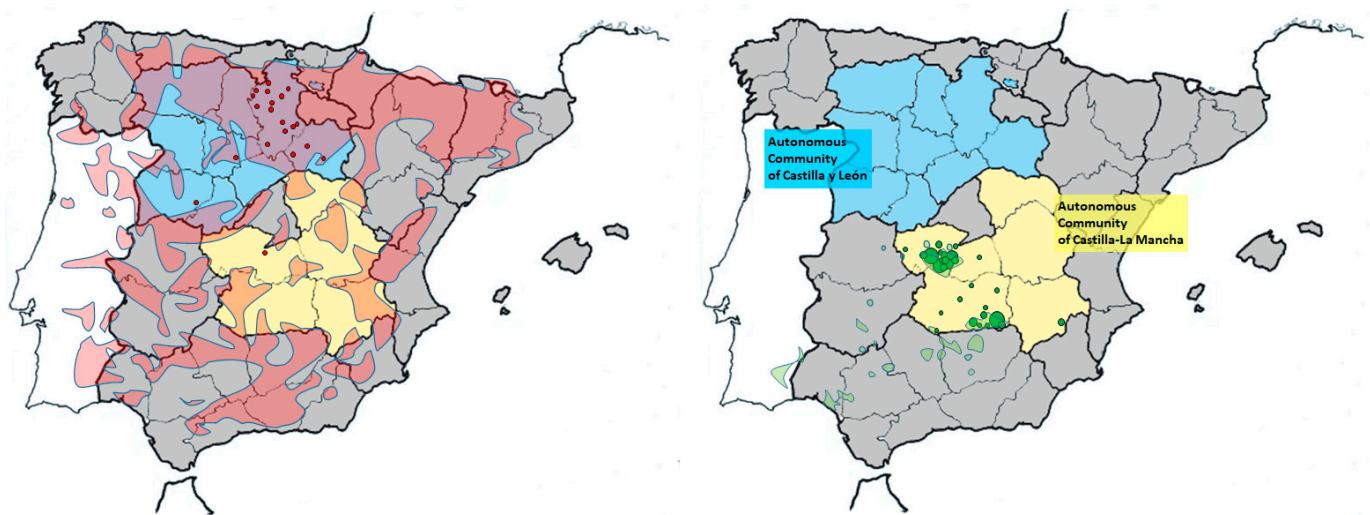 Autonomous
Community
of Castilla y León
Autonomous
Community
of Castilla-La Mancha